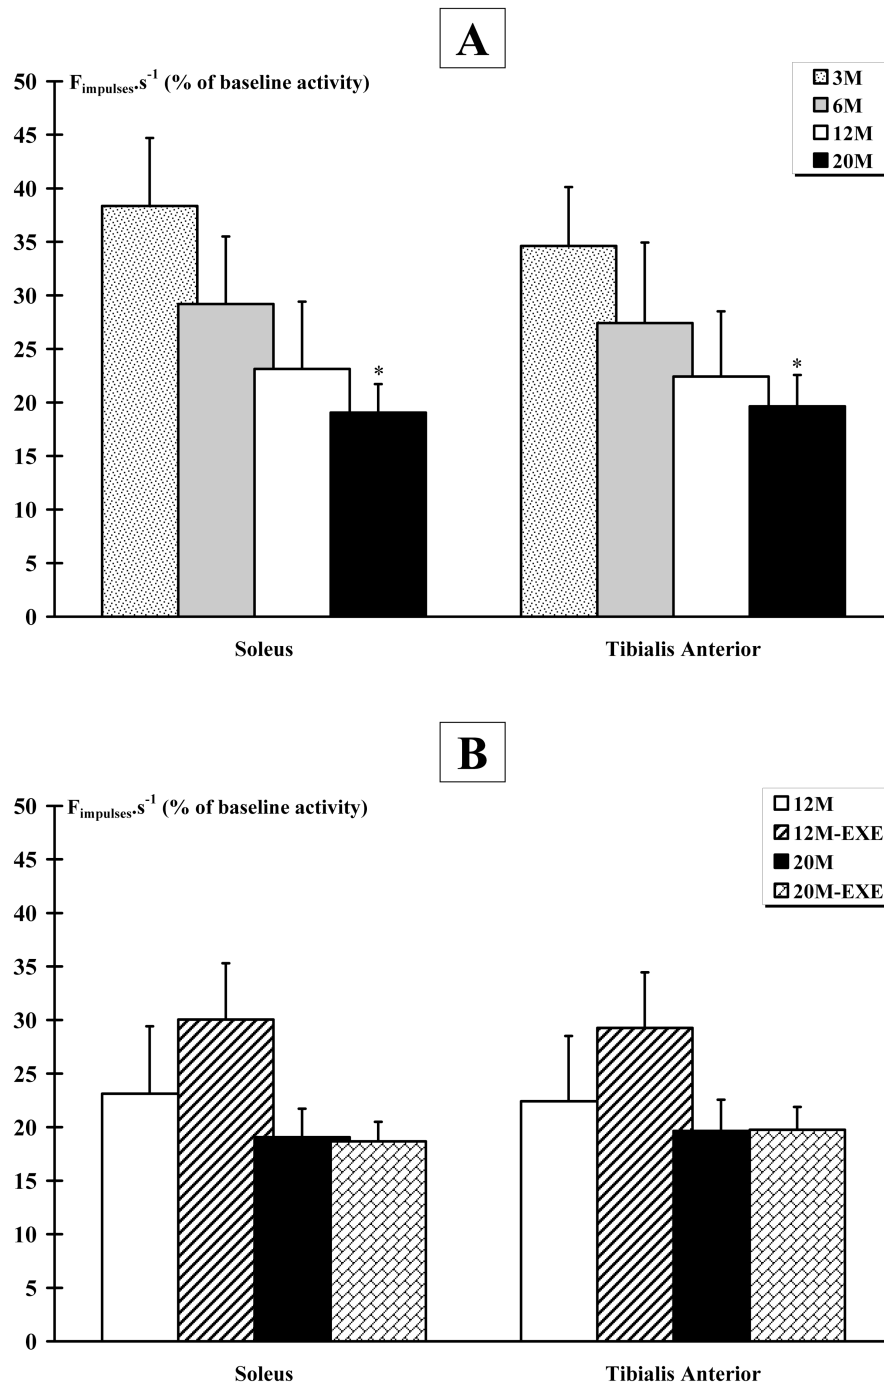 A
F_impulses.s^-1 (% of baseline activity)
3M
6M
12M
20M
50
45
40
35
30
25
20
15
10
5
0
*
*
Soleus Tibialis Anterior
B
F_impulses.s^-1 (% of baseline activity)
12M
12M-EXE
20M
20M-EXE
50
45
40
35
30
25
20
15
10
5
0
Soleus Tibialis Anterior